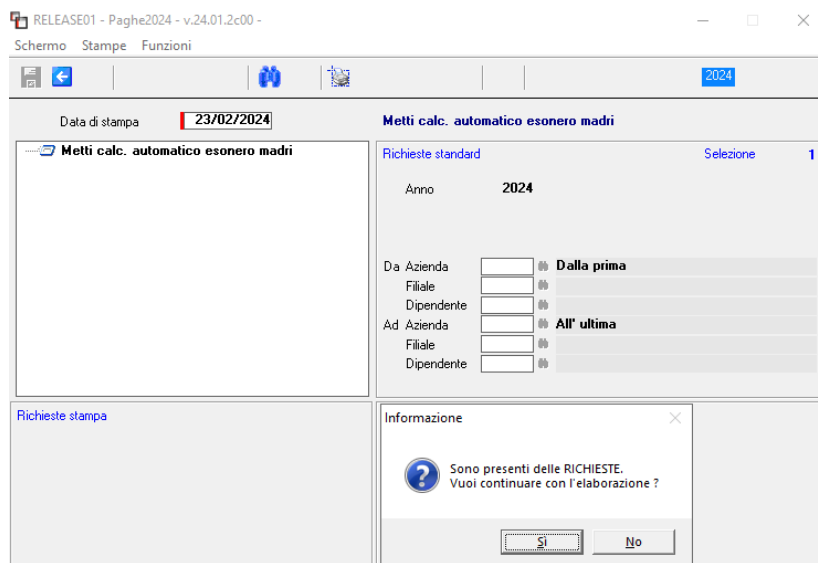 RELEASE01 - Paghe2024 - v.24.01.2c00 -
Schermo Stampe Funzioni
2024
Data di stampa 23/02/2024
Metti calc. automatico esonero madri
Metti calc. automatico esonero madri
Richieste standard Selezione 1
Anno 2024
Da Azienda Dalla prima
Filiale
Dipendente
Ad Azienda All' ultima
Filiale
Dipendente
Richieste stampa
Informazione
Sono presenti delle RICHIESTE.
Vuoi continuare con l'elaborazione ?
Sì No